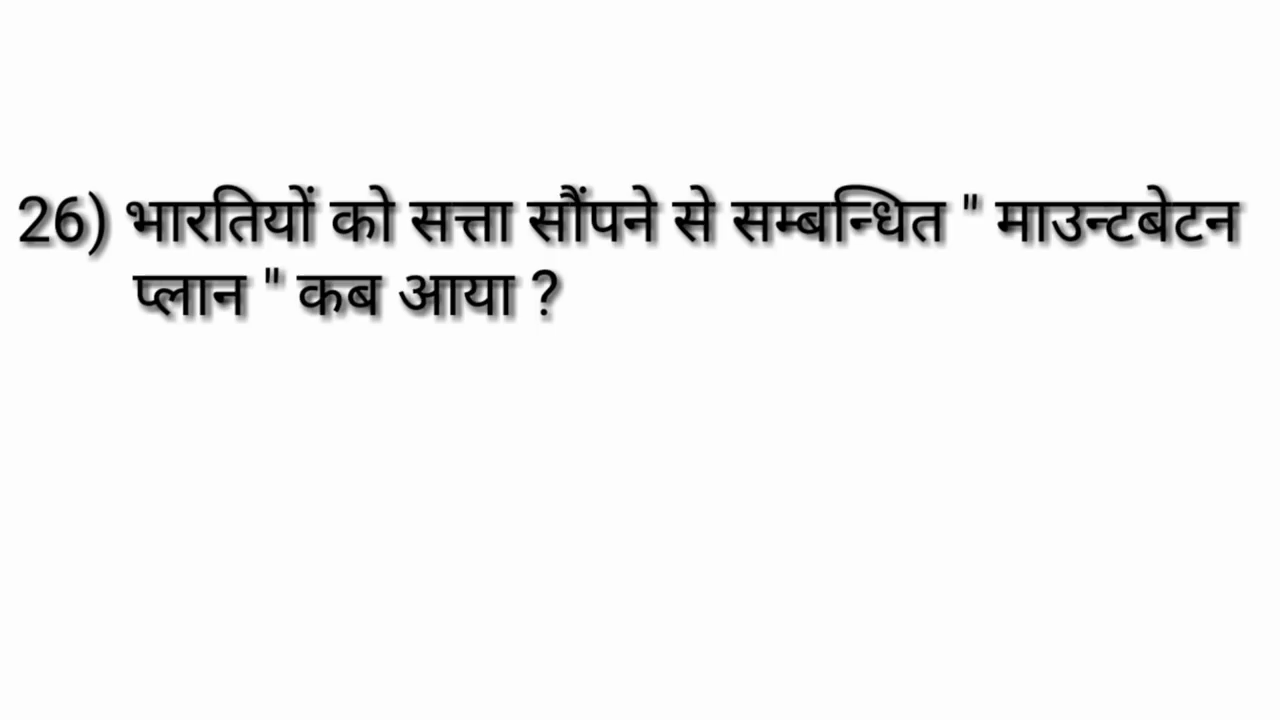 26) भारतियों को सत्ता सौंपने से सम्बन्धित " माउन्टबेटन
प्लान " कब आया ?